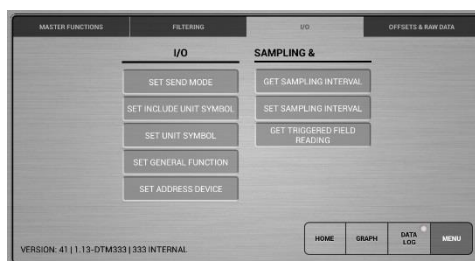 MASTER FUNCTIONS
FILTERING
I/O
OFFSETS & RAW DATA
I/O
SET SEND MODE
SET INCLUDE UNIT SYMBOL
SET UNIT SYMBOL
SET GENERAL FUNCTION
SET ADDRESS DEVICE
SAMPLING &
GET SAMPLING INTERVAL
SET SAMPLING INTERVAL
GET TRIGGERED FIELD
READING
HOME
GRAPH
DATA
LOG
MENU
VERSION: 41 | 1.13-DTM333 | 333 INTERNAL